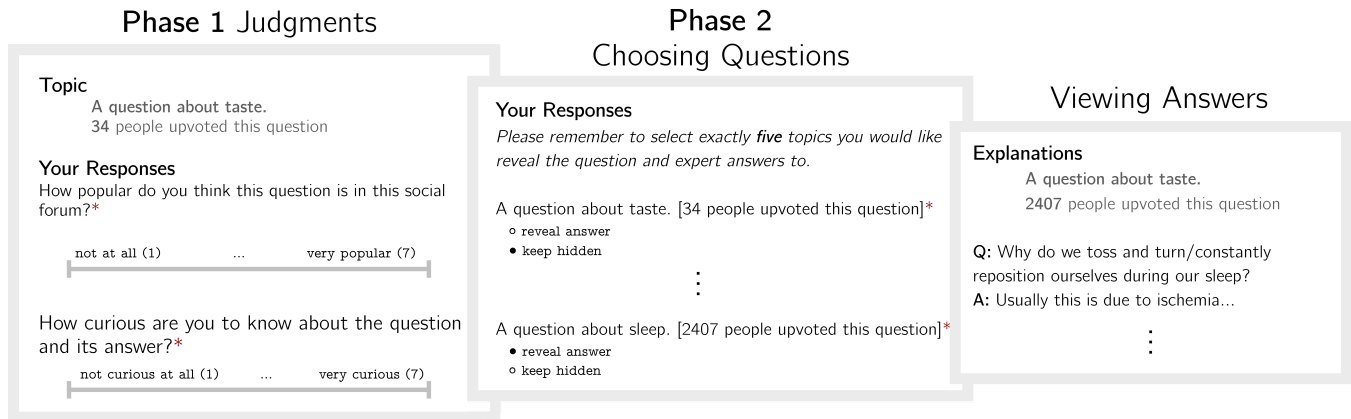 Phase 1 Judgments
Topic
A question about taste.
34 people upvoted this question
Your Responses
How popular do you think this question is in this social
forum?*
not at all (1) ... very popular (7)
How curious are you to know about the question
and its answer?*
not curious at all (1) ... very curious (7)
Phase 2
Choosing Questions
Your Responses
Please remember to select exactly five topics you would like
reveal the question and expert answers to.
A question about taste. [34 people upvoted this question]*
reveal answer
keep hidden
⋮
A question about sleep. [2407 people upvoted this question]*
reveal answer
keep hidden
Viewing Answers
Explanations
A question about taste.
2407 people upvoted this question
Q: Why do we toss and turn/constantly
reposition ourselves during our sleep?
A: Usually this is due to ischemia...
⋮